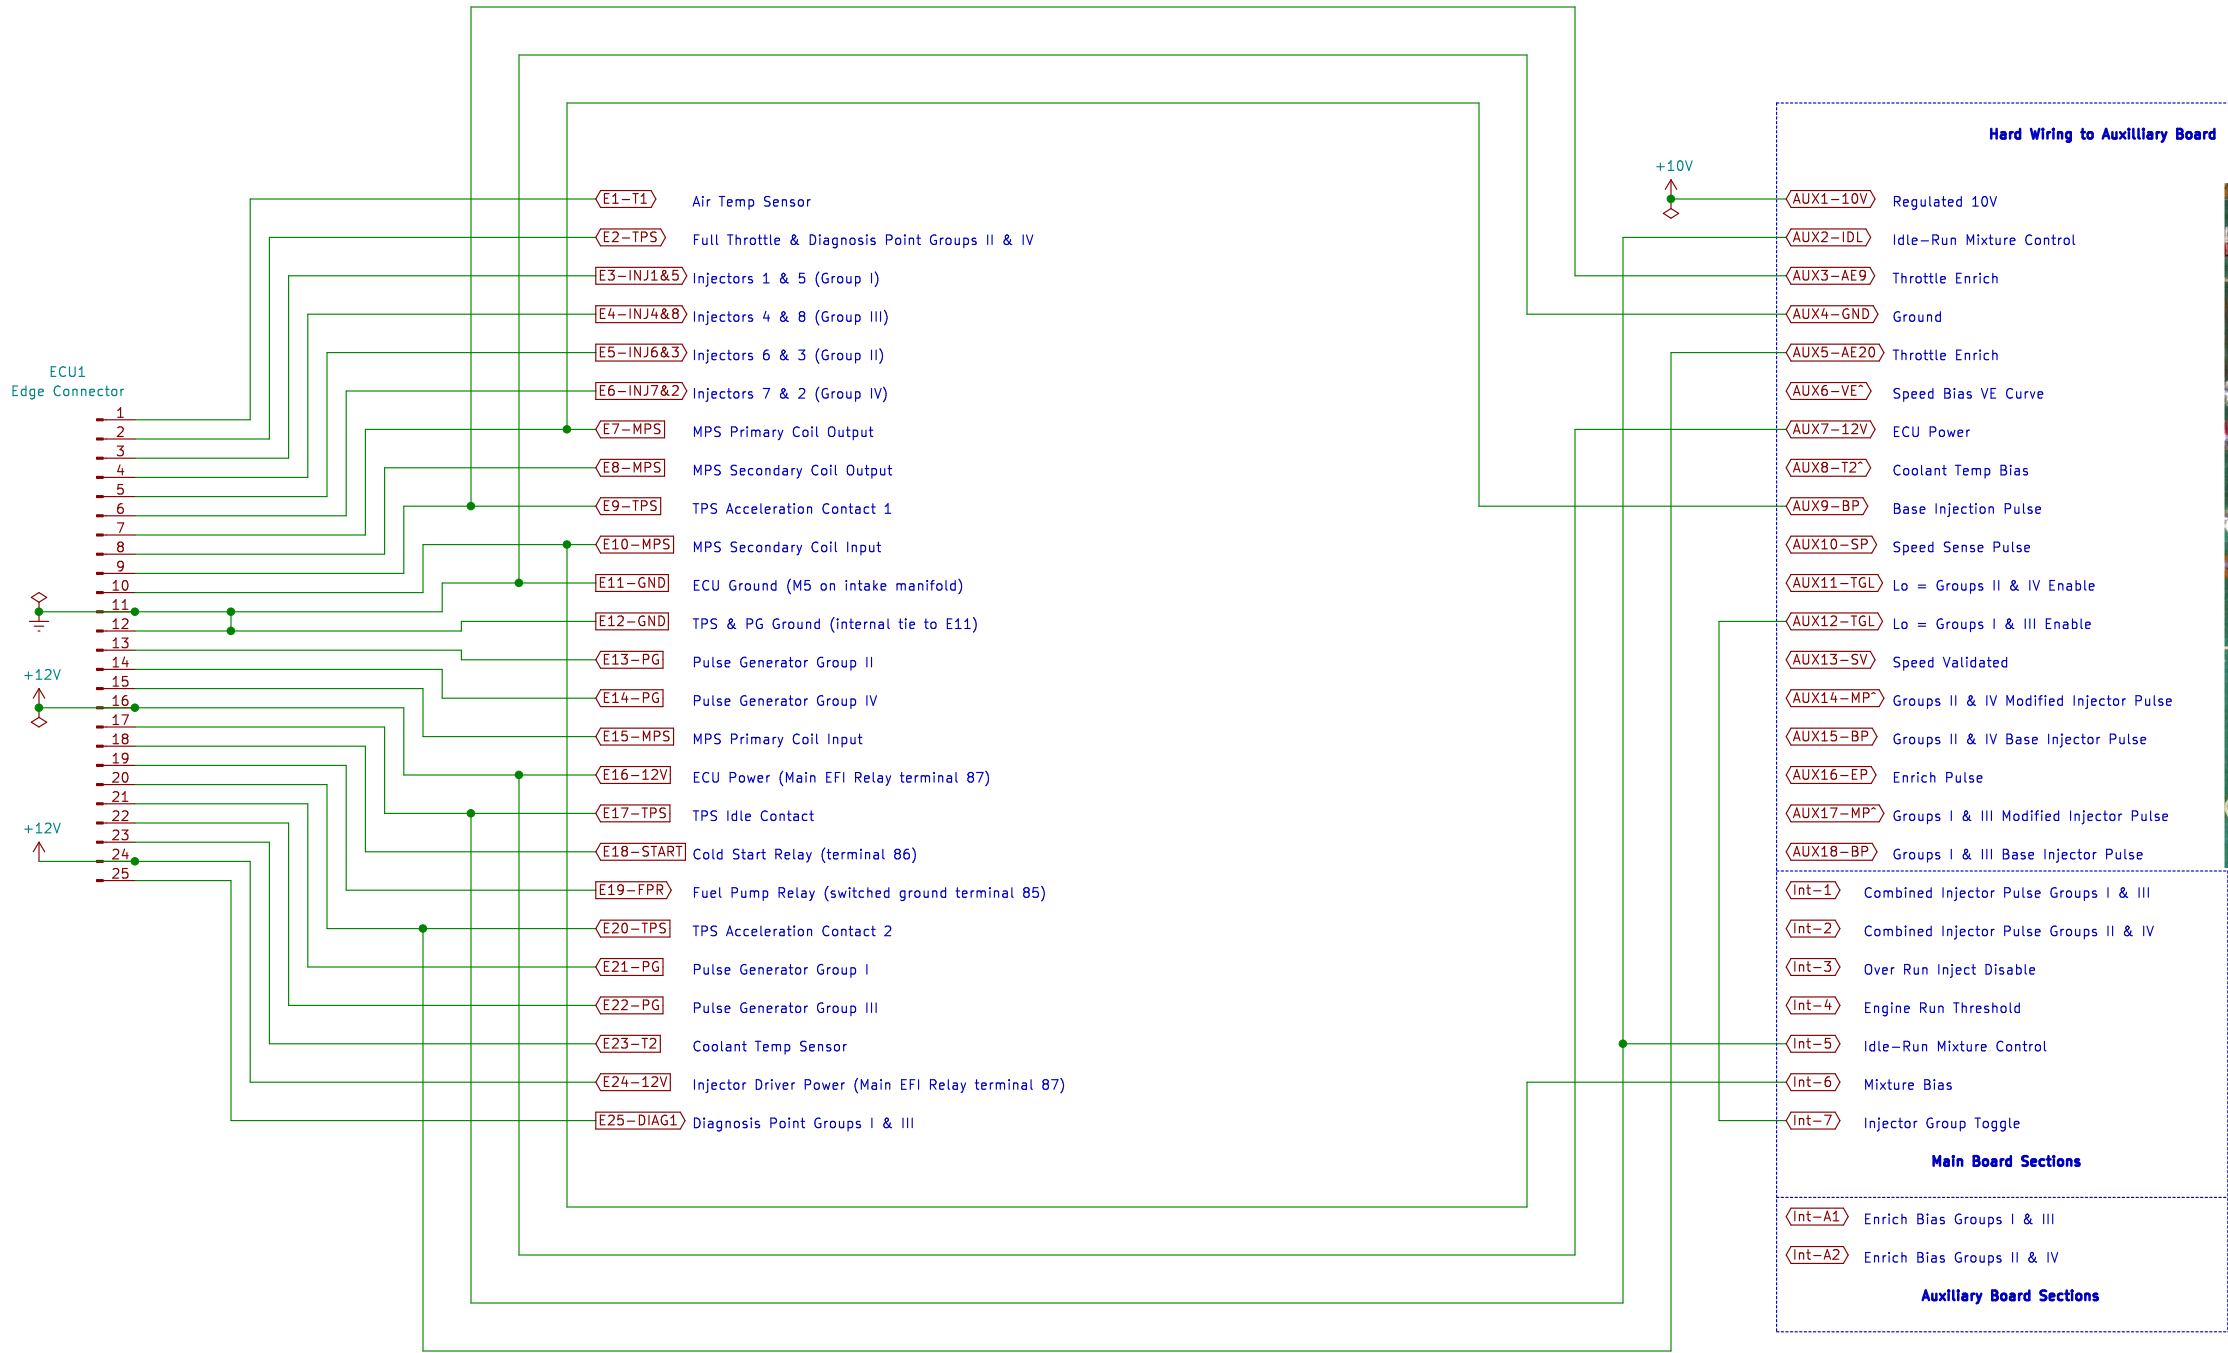 Hard Wiring to Auxilliary Board
+10V
ECU1
Edge Connector
1
2
3
4
5
6
7
8
9
10
11
12
13
14
15
16
17
18
19
20
21
22
23
24
25
+12V
+12V
E1-T1 Air Temp Sensor
E2-TPS Full Throttle & Diagnosis Point Groups II & IV
E3-INJ1&5 Injectors 1 & 5 (Group I)
E4-INJ4&8 Injectors 4 & 8 (Group III)
E5-INJ6&3 Injectors 6 & 3 (Group II)
E6-INJ7&2 Injectors 7 & 2 (Group IV)
E7-MPS MPS Primary Coil Output
E8-MPS MPS Secondary Coil Output
E9-TPS TPS Acceleration Contact 1
E10-MPS MPS Secondary Coil Input
E11-GND ECU Ground (M5 on intake manifold)
E12-GND TPS & PG Ground (internal tie to E11)
E13-PG Pulse Generator Group II
E14-PG Pulse Generator Group IV
E15-MPS MPS Primary Coil Input
E16-12V ECU Power (Main EFI Relay terminal 87)
E17-TPS TPS Idle Contact
E18-START Cold Start Relay (terminal 86)
E19-FPR Fuel Pump Relay (switched ground terminal 85)
E20-TPS TPS Acceleration Contact 2
E21-PG Pulse Generator Group I
E22-PG Pulse Generator Group III
E23-T2 Coolant Temp Sensor
E24-12V Injector Driver Power (Main EFI Relay terminal 87)
E25-DIAG1 Diagnosis Point Groups I & III
AUX1-10V Regulated 10V
AUX2-IDL Idle-Run Mixture Control
AUX3-AE9 Throttle Enrich
AUX4-GND Ground
AUX5-AE20 Throttle Enrich
AUX6-VE^ Speed Bias VE Curve
AUX7-12V ECU Power
AUX8-T2^ Coolant Temp Bias
AUX9-BP Base Injection Pulse
AUX10-SP Speed Sense Pulse
AUX11-TGL Lo = Groups II & IV Enable
AUX12-TGL Lo = Groups I & III Enable
AUX13-SV Speed Validated
AUX14-MP^ Groups II & IV Modified Injector Pulse
AUX15-BP Groups II & IV Base Injector Pulse
AUX16-EP Enrich Pulse
AUX17-MP^ Groups I & III Modified Injector Pulse
AUX18-BP Groups I & III Base Injector Pulse
Int-1 Combined Injector Pulse Groups I & III
Int-2 Combined Injector Pulse Groups II & IV
Int-3 Over Run Inject Disable
Int-4 Engine Run Threshold
Int-5 Idle-Run Mixture Control
Int-6 Mixture Bias
Int-7 Injector Group Toggle
Main Board Sections
Int-A1 Enrich Bias Groups I & III
Int-A2 Enrich Bias Groups II & IV
Auxiliary Board Sections